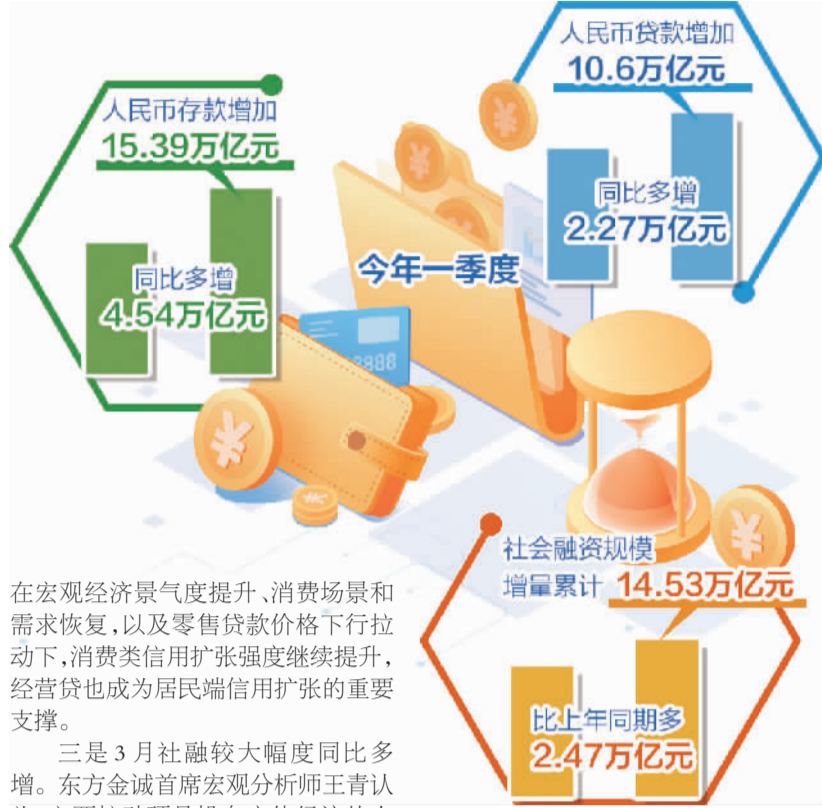 人民币存款增加
15.39万亿元
同比多增
4.54万亿元
人民币贷款增加
10.6万亿元
同比多增
2.27万亿元
今年一季度
社会融资规模
增量累计 14.53万亿元
比上年同期多
2.47万亿元
在宏观经济景气度提升、消费场景和
需求恢复,以及零售贷款价格下行拉
动下,消费类信用扩张强度继续提升,
经营贷也成为居民端信用扩张的重要
支撑。
三是3月社融较大幅度同比多
增。东方金诚首席宏观分析师王青认